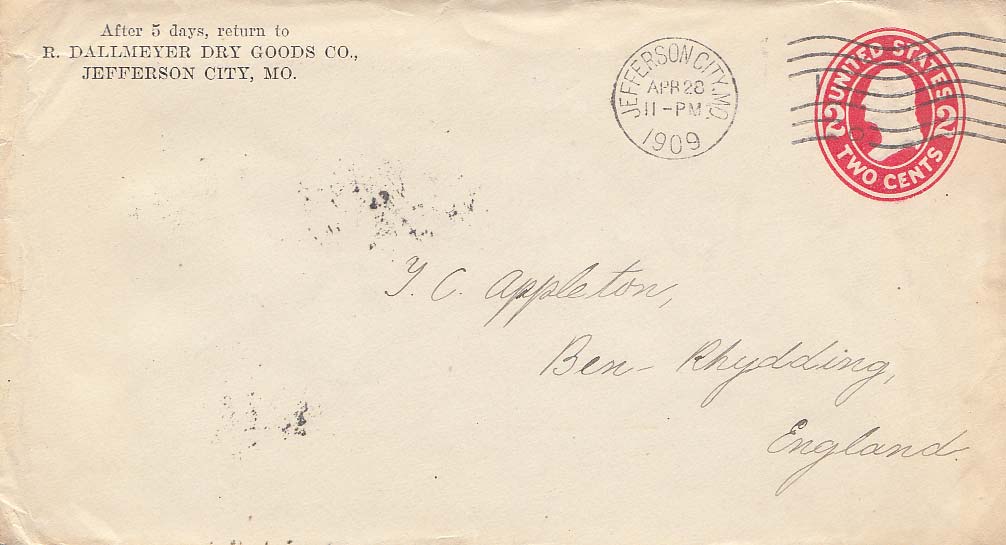 After 5 days, return to
R. DALLMEYER DRY GOODS CO.,
JEFFERSON CITY, MO.
JEFFERSON CITY, MO.
APR 28
11-PM
1909
UNITED STATES
2 2
TWO CENTS
T. C. Appleton,
Ben-Rhydding,
England.